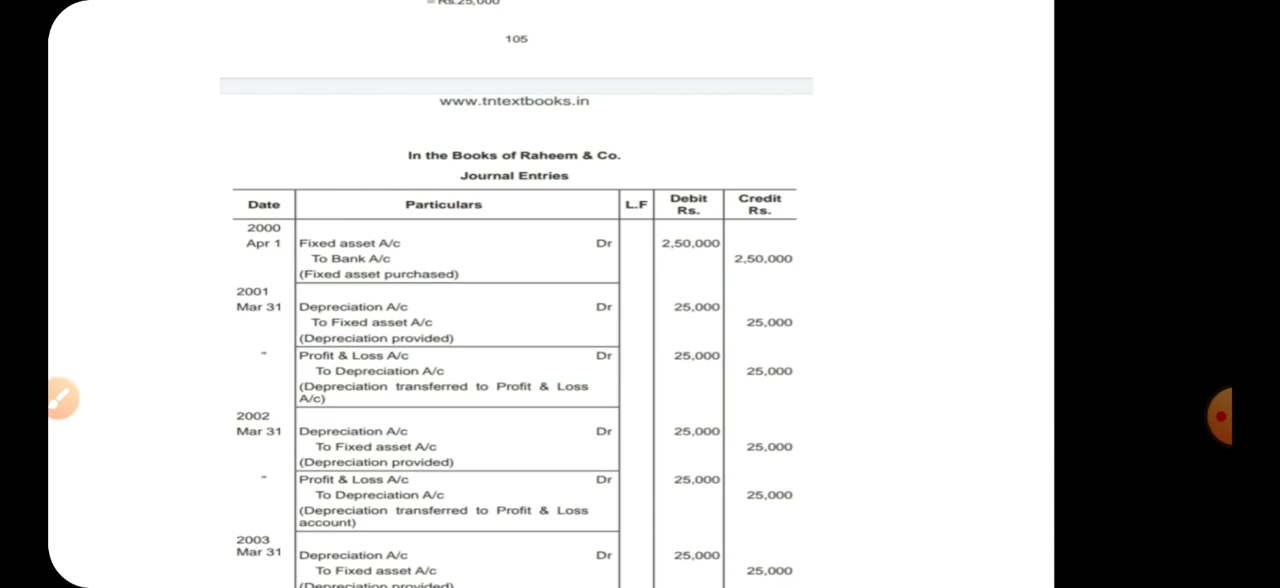 = Rs.25,000
105
www.tntextbooks.in
In the Books of Raheem & Co.
Journal Entries
Date Particulars L.F Debit Rs. Credit Rs.
2000
Apr 1 Fixed asset A/c Dr 2,50,000
To Bank A/c 2,50,000
(Fixed asset purchased)
2001
Mar 31 Depreciation A/c Dr 25,000
To Fixed asset A/c 25,000
(Depreciation provided)
" Profit & Loss A/c Dr 25,000
To Depreciation A/c 25,000
(Depreciation transferred to Profit & Loss
A/c)
2002
Mar 31 Depreciation A/c Dr 25,000
To Fixed asset A/c 25,000
(Depreciation provided)
" Profit & Loss A/c Dr 25,000
To Depreciation A/c 25,000
(Depreciation transferred to Profit & Loss
account)
2003
Mar 31 Depreciation A/c Dr 25,000
To Fixed asset A/c 25,000
(Depreciation provided)